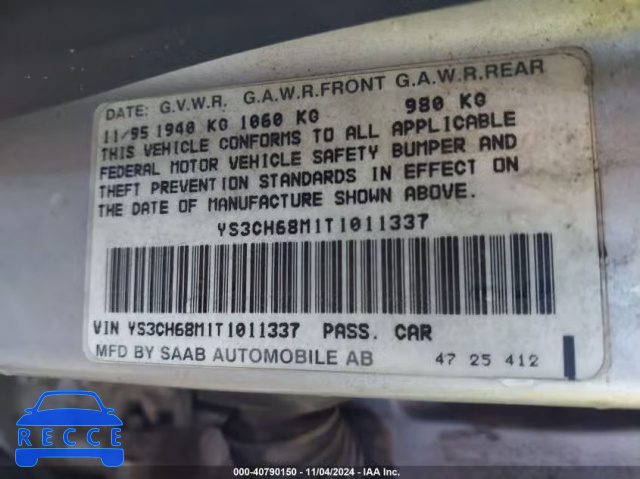 DATE: G.V.W.R. G.A.W.R.FRONT G.A.W.R.REAR
11/95 1940 KG 1060 KG 980 KG
THIS VEHICLE CONFORMS TO ALL APPLICABLE
FEDERAL MOTOR VEHICLE SAFETY BUMPER AND
THEFT PREVENTION STANDARDS IN EFFECT ON
THE DATE OF MANUFACTURE SHOWN ABOVE.
YS3CH68M1T1011337
VIN YS3CH68M1T1011337 PASS. CAR
MFD BY SAAB AUTOMOBILE AB 47 25 412
RECCE
000-40790150 - 11/04/2024 - IAA Inc.